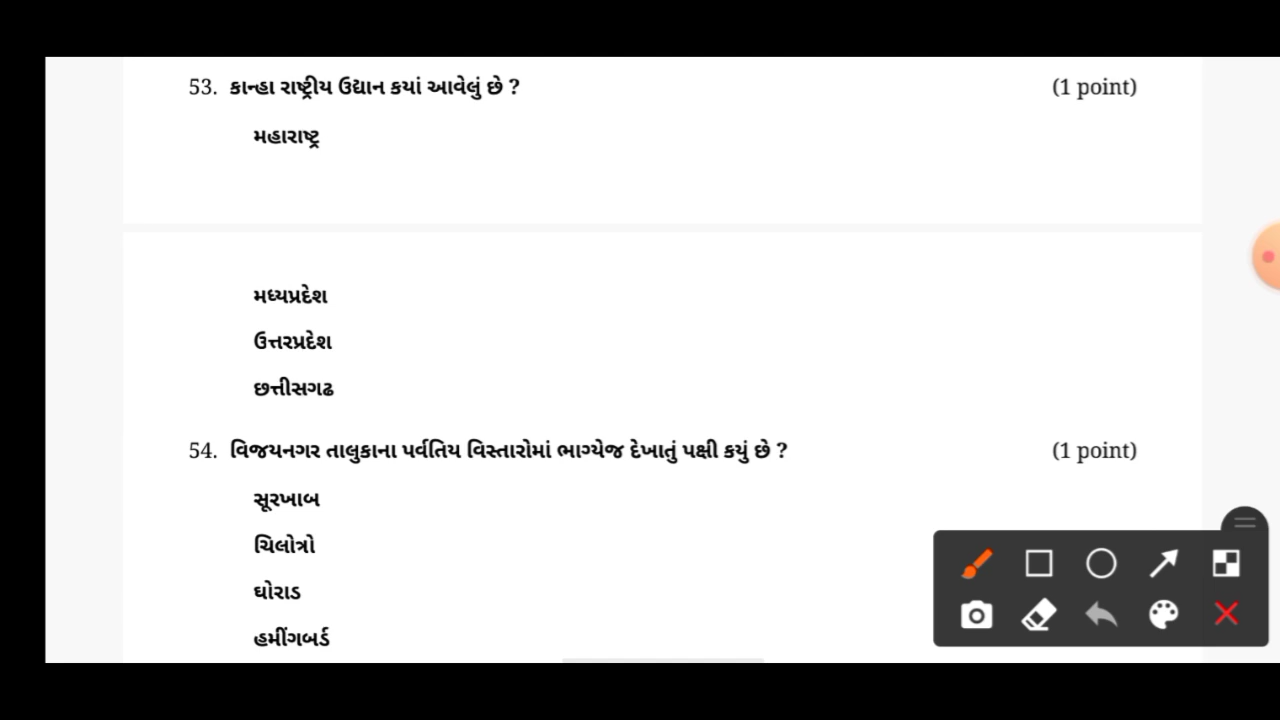 53. કાન્હા રાષ્ટ્રીય ઉદ્યાન કયાં આવેલું છે ? (1 point)
મહારાષ્ટ્ર
મધ્યપ્રદેશ
ઉત્તરપ્રદેશ
છત્તીસગઢ
54. વિજયનગર તાલુકાના પર્વતિય વિસ્તારોમાં ભાગ્યેજ દેખાતું પક્ષી કયું છે ? (1 point)
સૂરખાબ
ચિલોત્રો
ઘોરાડ
હમીંગબર્ડ